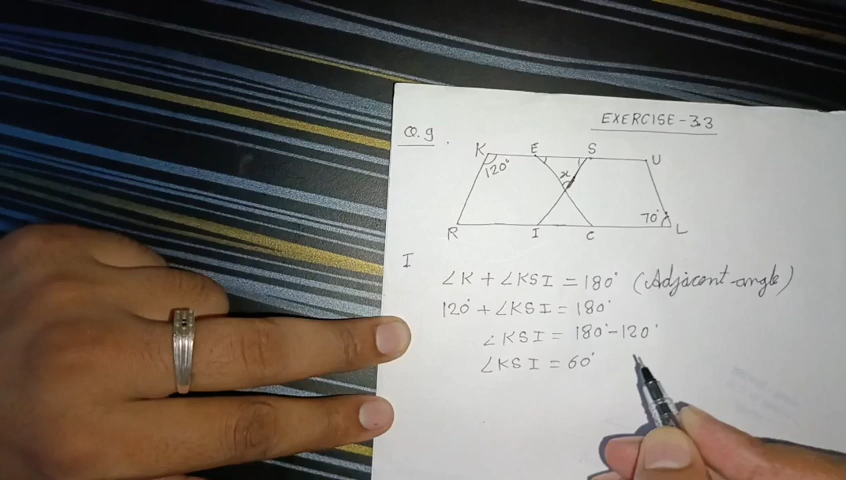 EXERCISE-3.3
Q.9.
K E S U
120° x
70°
R I C L
I
∠K + ∠KSI = 180° (Adjacent-angle)
120° + ∠KSI = 180°
∠KSI = 180° - 120°
∠KSI = 60°